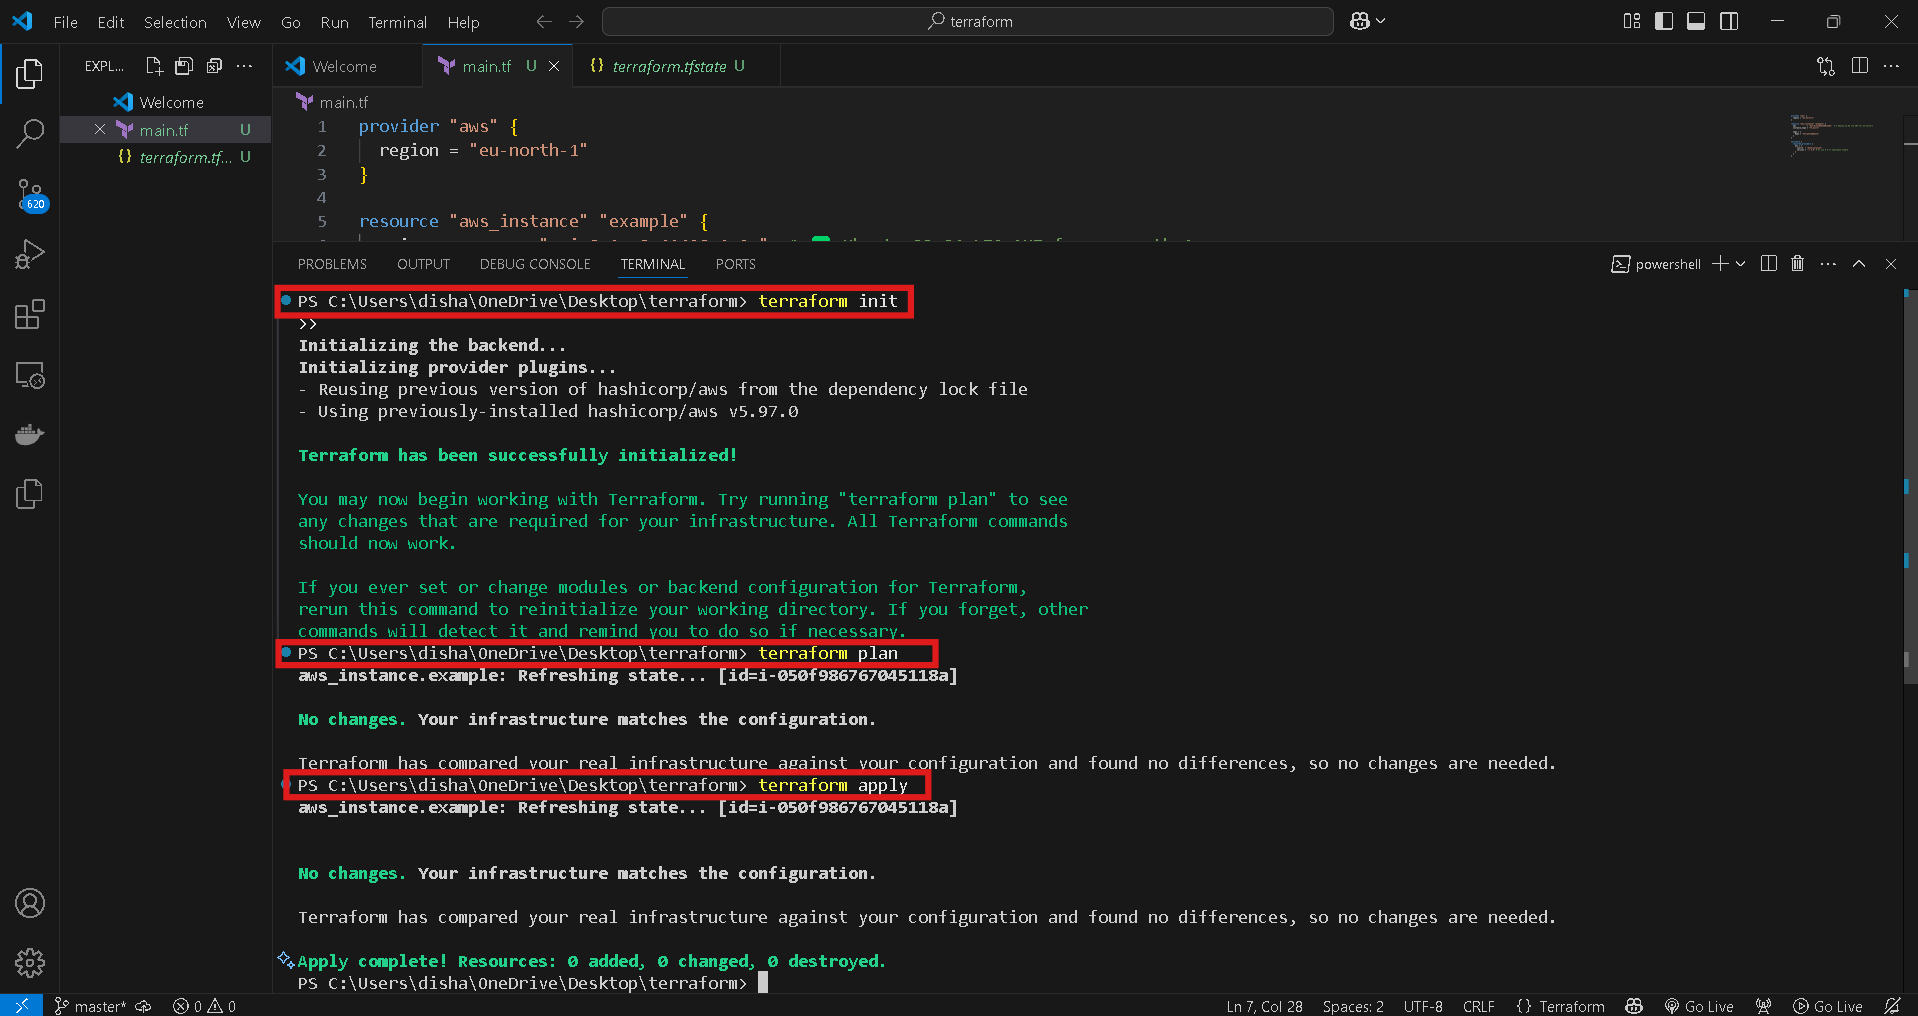 File Edit Selection View Go Run Terminal Help
terraform
EXPL...
Welcome
main.tf U
terraform.tf... U
620
Welcome
main.tf U
terraform.tfstate U
main.tf
1 provider "aws" {
2 region = "eu-north-1"
3 }
4
5 resource "aws_instance" "example" {
PROBLEMS OUTPUT DEBUG CONSOLE TERMINAL PORTS
powershell
PS C:\Users\disha\OneDrive\Desktop\terraform> terraform init
>>
Initializing the backend...
Initializing provider plugins...
- Reusing previous version of hashicorp/aws from the dependency lock file
- Using previously-installed hashicorp/aws v5.97.0
Terraform has been successfully initialized!
You may now begin working with Terraform. Try running "terraform plan" to see
any changes that are required for your infrastructure. All Terraform commands
should now work.
If you ever set or change modules or backend configuration for Terraform,
rerun this command to reinitialize your working directory. If you forget, other
commands will detect it and remind you to do so if necessary.
PS C:\Users\disha\OneDrive\Desktop\terraform> terraform plan
aws_instance.example: Refreshing state... [id=i-050f986767045118a]
No changes. Your infrastructure matches the configuration.
Terraform has compared your real infrastructure against your configuration and found no differences, so no changes are needed.
PS C:\Users\disha\OneDrive\Desktop\terraform> terraform apply
aws_instance.example: Refreshing state... [id=i-050f986767045118a]
No changes. Your infrastructure matches the configuration.
Terraform has compared your real infrastructure against your configuration and found no differences, so no changes are needed.
Apply complete! Resources: 0 added, 0 changed, 0 destroyed.
PS C:\Users\disha\OneDrive\Desktop\terraform>
master* 0 0 Ln 7, Col 28 Spaces: 2 UTF-8 CRLF {} Terraform Go Live Go Live